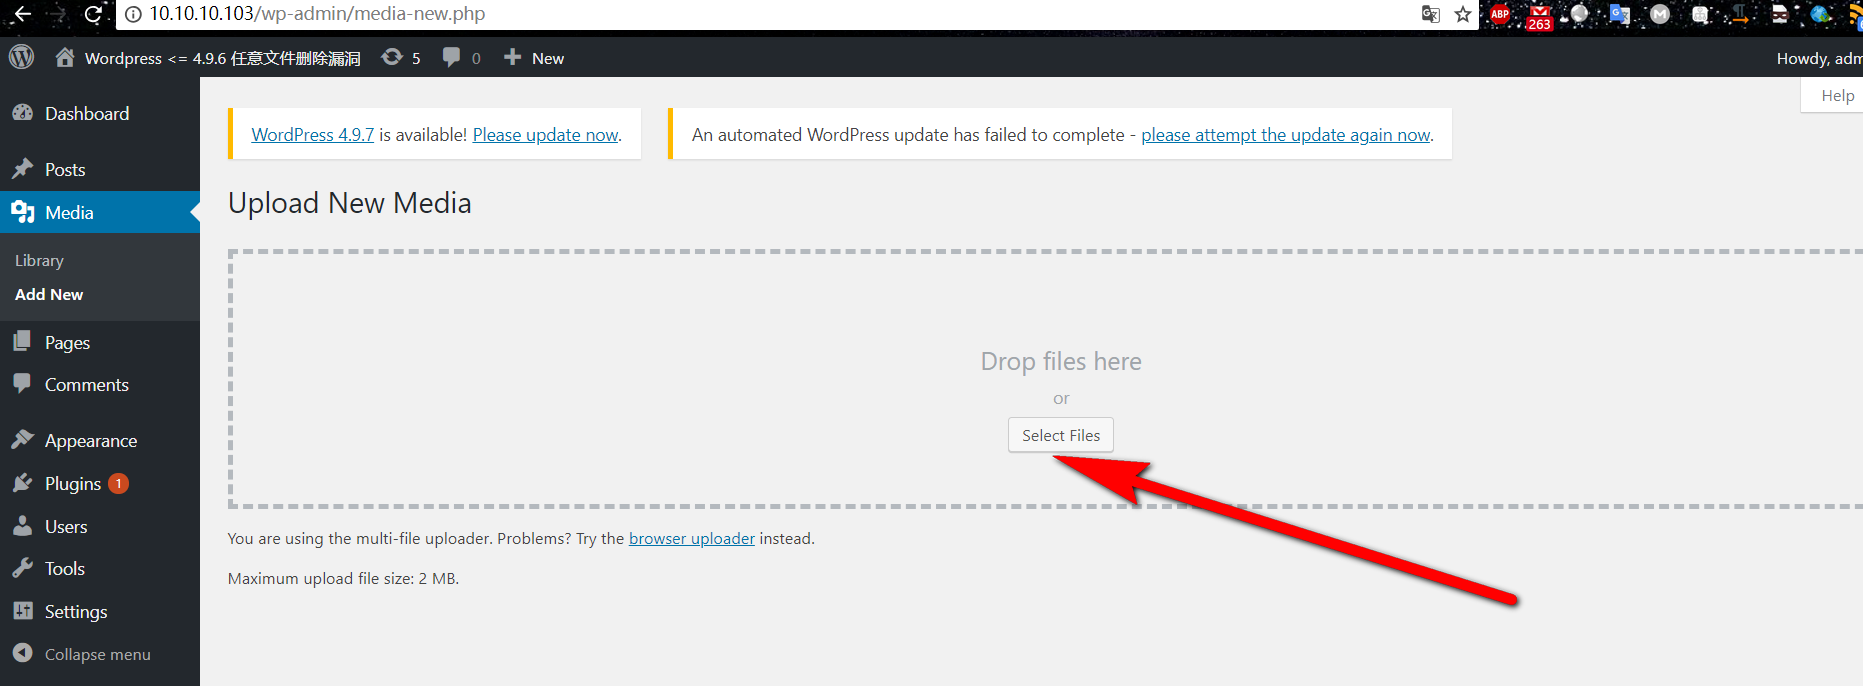 10.10.10.103/wp-admin/media-new.php
ABP
263
Wordpress <= 4.9.6 任意文件删除漏洞
5
0
New
Howdy, adm
Help
Dashboard
Posts
Media
Library
Add New
Pages
Comments
Appearance
Plugins 1
Users
Tools
Settings
Collapse menu
WordPress 4.9.7 is available! Please update now.
An automated WordPress update has failed to complete - please attempt the update again now.
Upload New Media
Drop files here
or
Select Files
You are using the multi-file uploader. Problems? Try the browser uploader instead.
Maximum upload file size: 2 MB.